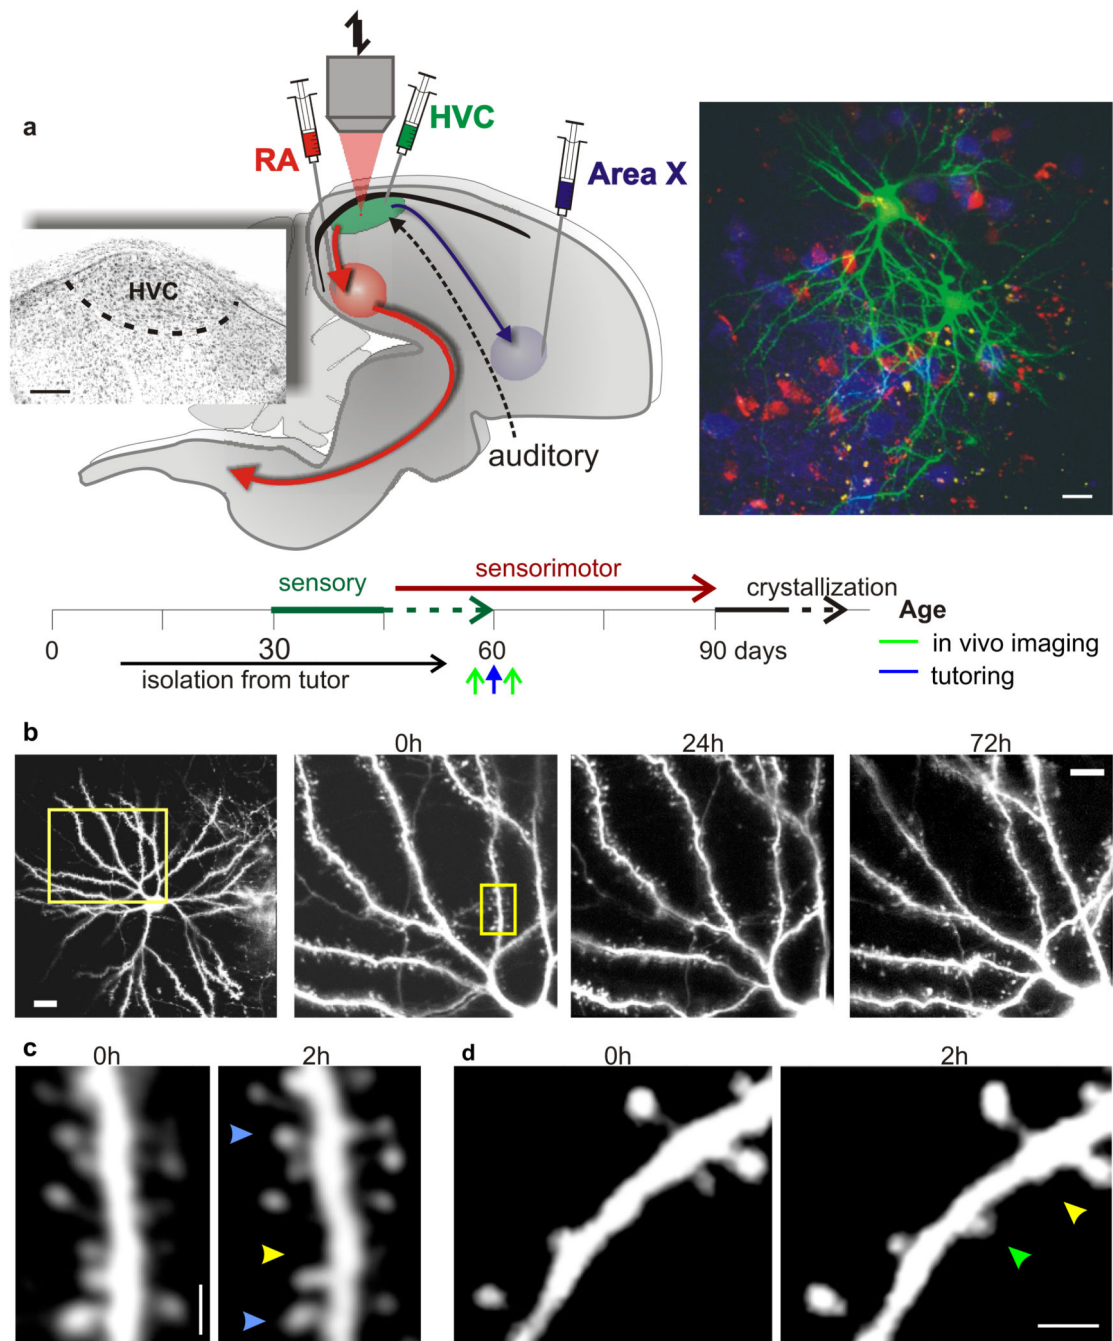 a
RA
HVC
Area X
HVC
auditory
sensory
sensorimotor
crystallization
Age
0
30
60
90 days
isolation from tutor
in vivo imaging
tutoring
b
0h
24h
72h
c
0h
2h
d
0h
2h